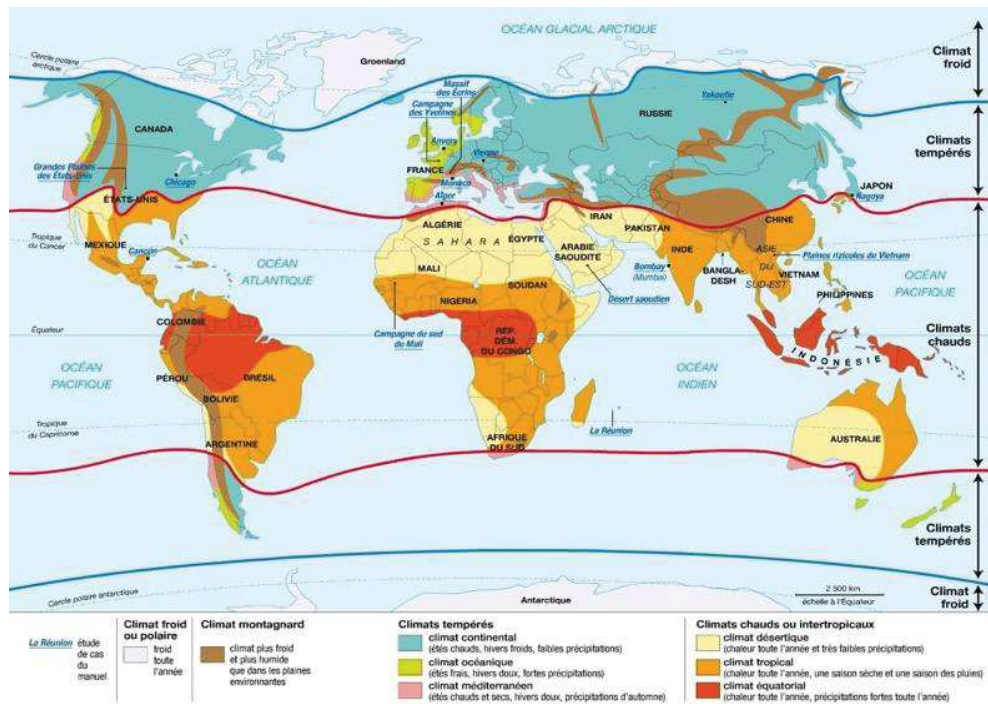 OCÉAN GLACIAL ARCTIQUE
Cercle polaire
arctique
Groenland
Climat
froid
Massif
des Écrins
Campagne
des Yvelines
Yakoutie
CANADA
RUSSIE
Anvers
Vienne
Climats
tempérés
Grandes Plaines
des États-Unis
Chicago
FRANCE
Monaco
JAPON
Nagoya
ÉTATS-UNIS
Alger
Tropique
du Cancer
MEXIQUE
Cancún
ALGÉRIE
SAHARA
ÉGYPTE
IRAN
PAKISTAN
CHINE
ARABIE
SAOUDITE
INDE
ASIE
DU
SUD-EST
Plaines rizicoles du Vietnam
OCÉAN
ATLANTIQUE
MALI
SOUDAN
Bombay
(Mumbai)
BANGLA-
DESH
VIETNAM
OCÉAN
PACIFIQUE
NIGÉRIA
Désert saoudien
PHILIPPINES
COLOMBIE
Équateur
Campagne du sud
du Mali
RÉP.
DÉM.
DU CONGO
Climats
chauds
INDONÉSIE
OCÉAN
PACIFIQUE
PÉROU
BRÉSIL
OCÉAN
INDIEN
BOLIVIE
Tropique
du Capricorne
La Réunion
ARGENTINE
AFRIQUE
DU SUD
AUSTRALIE
Climats
tempérés
Cercle polaire antarctique
Antarctique
2 500 km
échelle à l'Équateur
Climat
froid
La Réunion étude
de cas
du
manuel
Climat froid
ou polaire
froid
toute
l'année
Climat montagnard
climat plus froid
et plus humide
que dans les plaines
environnantes
Climats tempérés
climat continental
(étés chauds, hivers froids, faibles précipitations)
climat océanique
(étés frais, hivers doux, fortes précipitations)
climat méditerranéen
(étés chauds et secs, hivers doux, précipitations d'automne)
Climats chauds ou intertropicaux
climat désertique
(chaleur toute l'année et très faibles précipitations)
climat tropical
(chaleur toute l'année, une saison sèche et une saison des pluies)
climat équatorial
(chaleur toute l'année, précipitations fortes toute l'année)